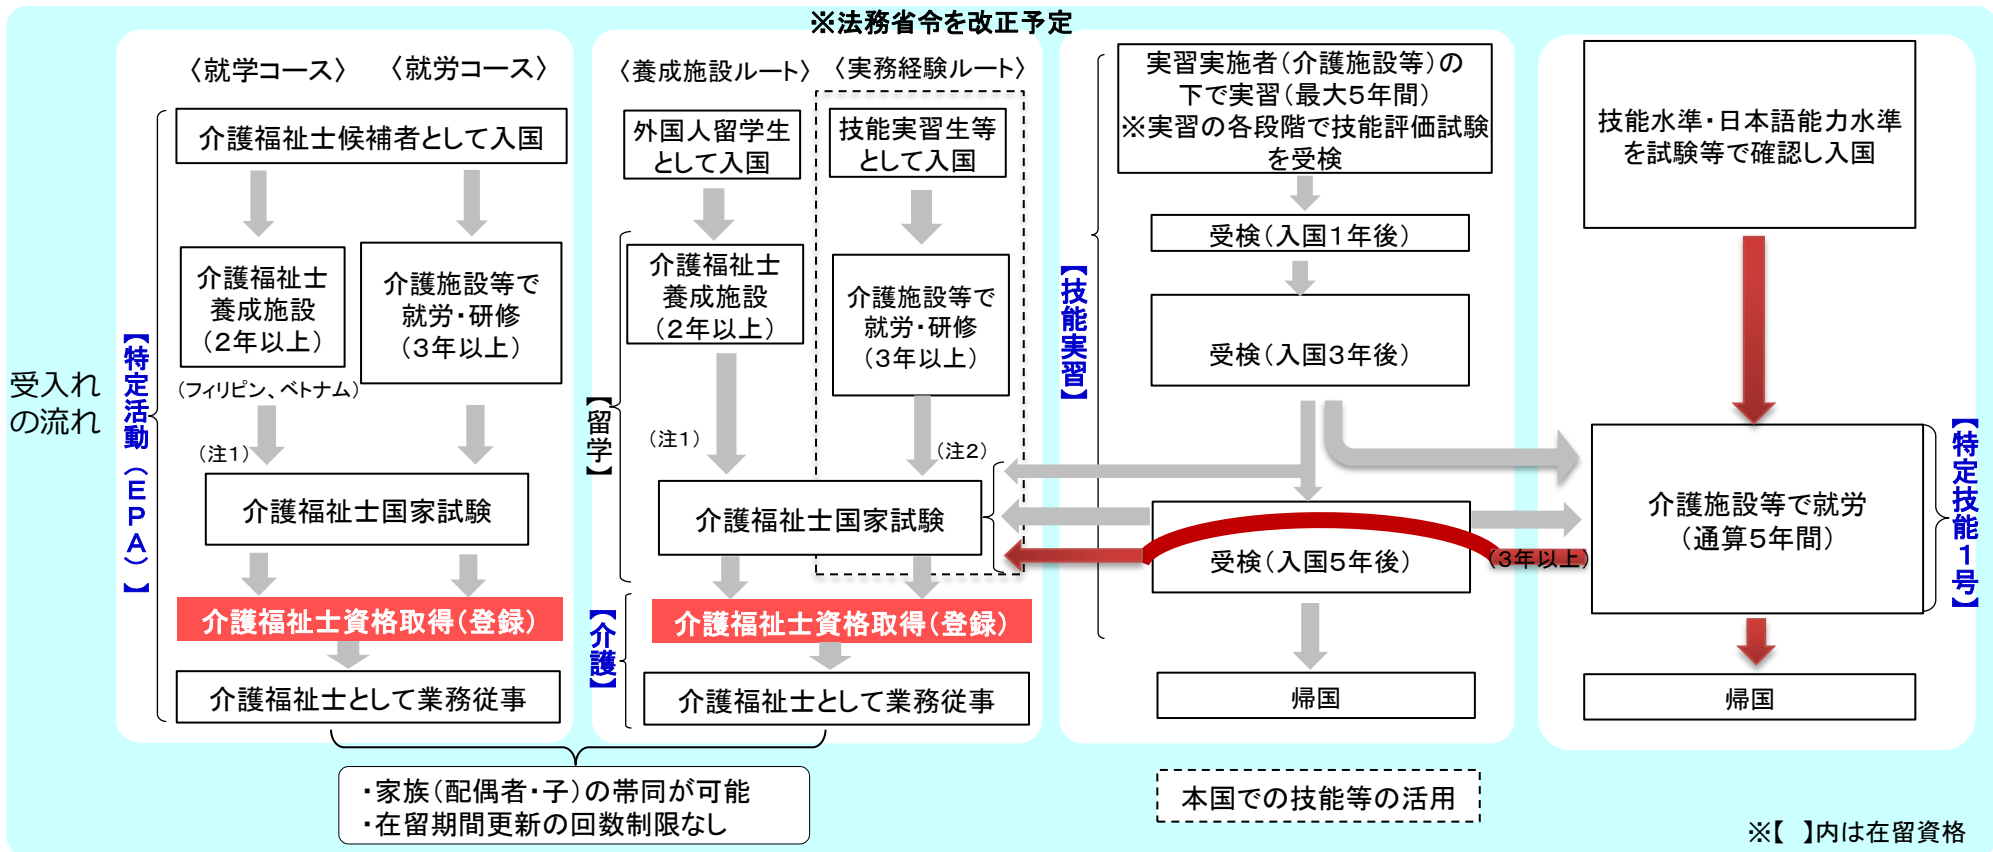 ※法務省令を改正予定
受入れ
の流れ
〈就学コース〉
〈就労コース〉
【特定活動（ＥＰＡ）】
介護福祉士候補者として入国
介護福祉士
養成施設
（２年以上）
（フィリピン、ベトナム）
介護施設等で
就労・研修
（３年以上）
（注１）
介護福祉士国家試験
介護福祉士資格取得（登録）
介護福祉士として業務従事
〈養成施設ルート〉
〈実務経験ルート〉
外国人留学生
として入国
技能実習生等
として入国
【留学】
介護福祉士
養成施設
（２年以上）
介護施設等で
就労・研修
（３年以上）
（注１）
（注２）
介護福祉士国家試験
【介護】
介護福祉士資格取得（登録）
介護福祉士として業務従事
・家族（配偶者・子）の帯同が可能
・在留期間更新の回数制限なし
【技能実習】
実習実施者（介護施設等）の
下で実習（最大５年間）
※実習の各段階で技能評価試験
を受検
受検（入国１年後）
受検（入国３年後）
受検（入国５年後）
帰国
本国での技能等の活用
技能水準・日本語能力水準
を試験等で確認し入国
介護施設等で就労
（通算５年間）
（３年以上）
【特定技能１号】
帰国
※【　】内は在留資格